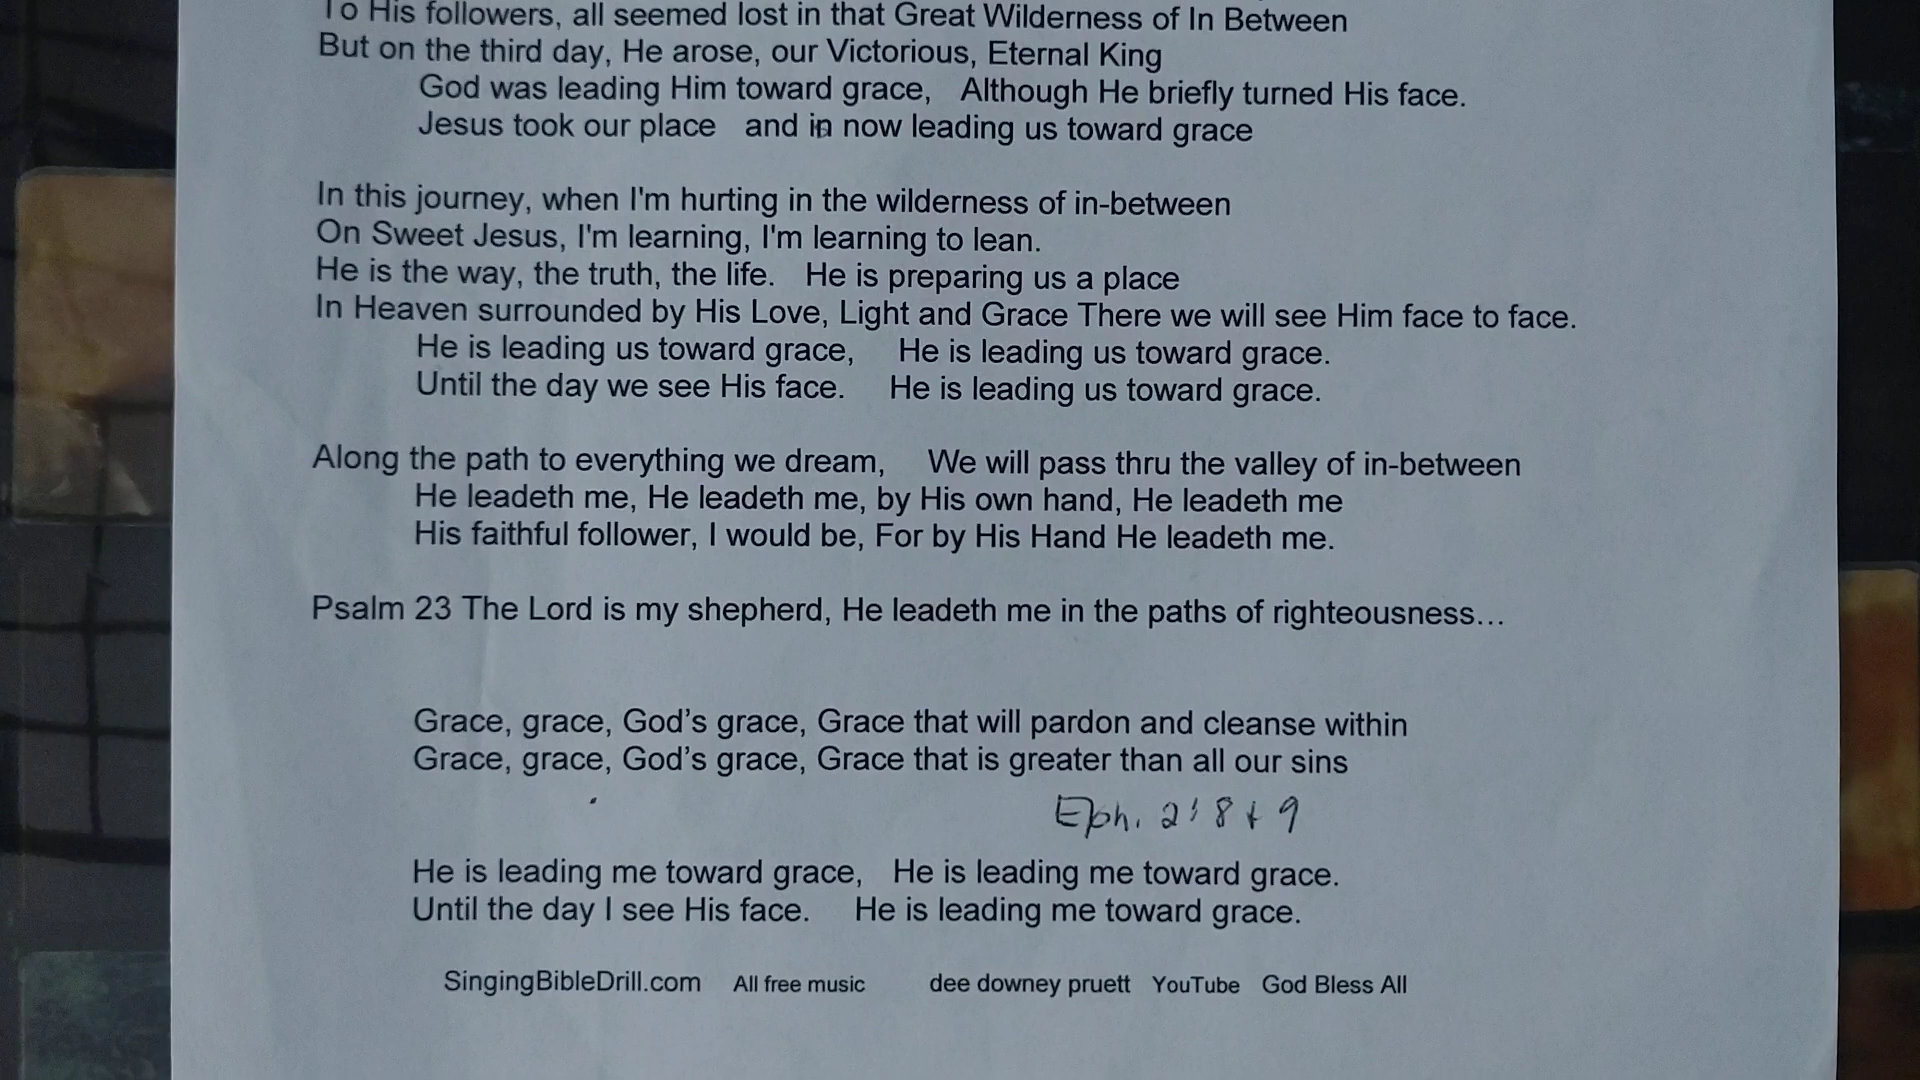 To His followers, all seemed lost in that Great Wilderness of In Between
But on the third day, He arose, our Victorious, Eternal King
God was leading Him toward grace, Although He briefly turned His face.
Jesus took our place and in now leading us toward grace
In this journey, when I'm hurting in the wilderness of in-between
On Sweet Jesus, I'm learning, I'm learning to lean.
He is the way, the truth, the life. He is preparing us a place
In Heaven surrounded by His Love, Light and Grace There we will see Him face to face.
He is leading us toward grace, He is leading us toward grace.
Until the day we see His face. He is leading us toward grace.
Along the path to everything we dream, We will pass thru the valley of in-between
He leadeth me, He leadeth me, by His own hand, He leadeth me
His faithful follower, I would be, For by His Hand He leadeth me.
Psalm 23 The Lord is my shepherd, He leadeth me in the paths of righteousness...
Grace, grace, God’s grace, Grace that will pardon and cleanse within
Grace, grace, God’s grace, Grace that is greater than all our sins
Eph. 2:8 + 9
He is leading me toward grace, He is leading me toward grace.
Until the day I see His face. He is leading me toward grace.
SingingBibleDrill.com All free music dee downey pruett YouTube God Bless All